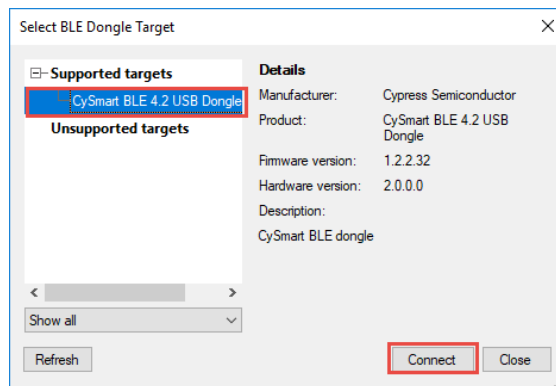 Select BLE Dongle Target
Supported targets
CySmart BLE 4.2 USB Dongle
Unsupported targets
Show all
Refresh
Details
Manufacturer: Cypress Semiconductor
Product: CySmart BLE 4.2 USB
Dongle
Firmware version: 1.2.2.32
Hardware version: 2.0.0.0
Description:
CySmart BLE dongle
Connect
Close